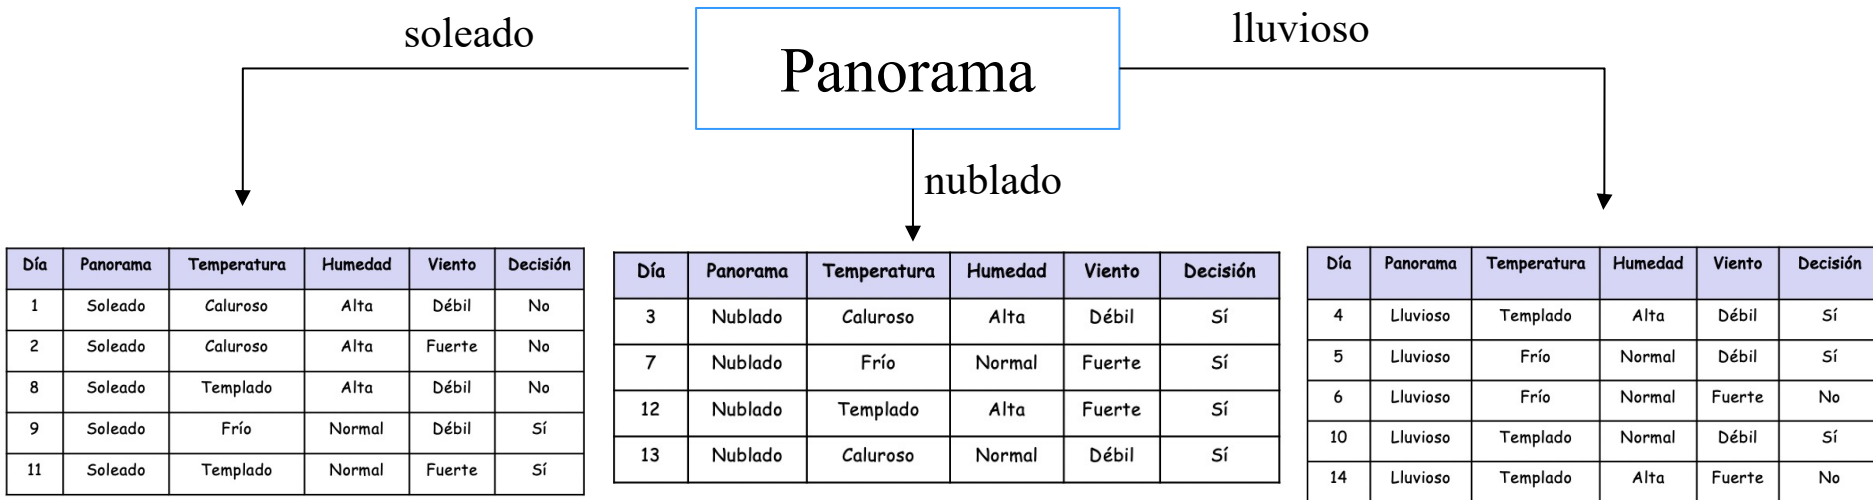 soleado
Panorama
lluvioso
nublado
Día Panorama Temperatura Humedad Viento Decisión
1 Soleado Caluroso Alta Débil No
2 Soleado Caluroso Alta Fuerte No
8 Soleado Templado Alta Débil No
9 Soleado Frío Normal Débil Sí
11 Soleado Templado Normal Fuerte Sí
Día Panorama Temperatura Humedad Viento Decisión
3 Nublado Caluroso Alta Débil Sí
7 Nublado Frío Normal Fuerte Sí
12 Nublado Templado Alta Fuerte Sí
13 Nublado Caluroso Normal Débil Sí
Día Panorama Temperatura Humedad Viento Decisión
4 Lluvioso Templado Alta Débil Sí
5 Lluvioso Frío Normal Débil Sí
6 Lluvioso Frío Normal Fuerte No
10 Lluvioso Templado Normal Débil Sí
14 Lluvioso Templado Alta Fuerte No